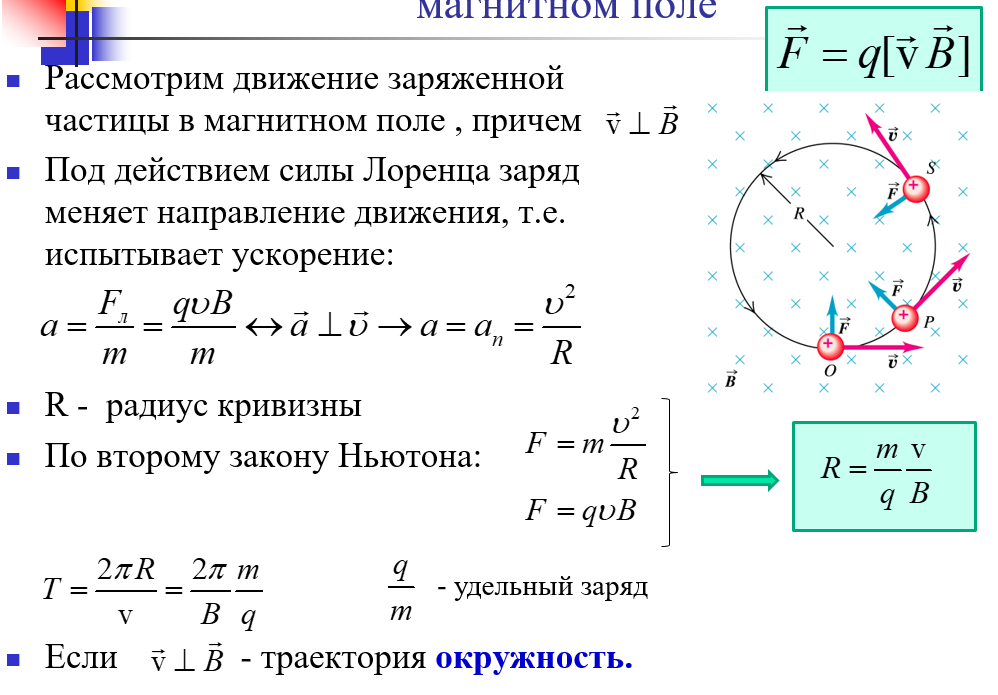 магнитном поле
F⃗ = q[v⃗ B⃗]
Рассмотрим движение заряженной
частицы в магнитном поле , причем v⃗ ⊥ B⃗
Под действием силы Лоренца заряд
меняет направление движения, т.е.
испытывает ускорение:
a = Fл/m = qυB/m ↔ a⃗ ⊥ υ⃗ → a = aₙ = υ²/R
υ⃗
S
F⃗
R
υ⃗
F⃗
P
F⃗
O
υ⃗
B⃗
R - радиус кривизны
По второму закону Ньютона:
F = m υ²/R
F = qυB
R = m/q v/B
T = 2πR/v = 2π/B m/q
q/m - удельный заряд
Если v⃗ ⊥ B⃗ - траектория окружность.